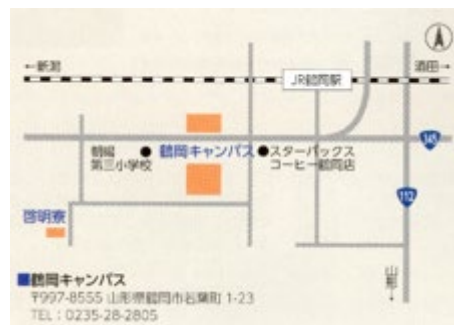 ←新潟
酒田→
JR鶴岡駅
345
朝暘
第三小学校
鶴岡キャンパス
スターバックス
コーヒー鶴岡店
112
啓明寮
山形→
■鶴岡キャンパス
〒997-8555 山形県鶴岡市若葉町 1-23
TEL：0235-28-2805